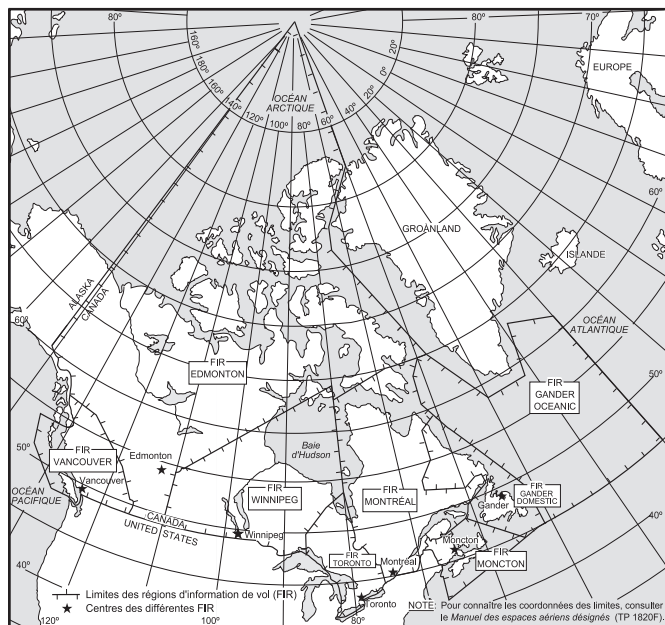 80º
80º
70º
160º
180º
160º
140º
120º
100º
80º
60º
40º
20º
0º
20º
OCÉAN
ARCTIQUE
EUROPE
60º
GROANLAND
ISLANDE
ALASKA
CANADA
60º
OCÉAN
ATLANTIQUE
50º
FIR
EDMONTON
FIR
GANDER
OCEANIC
50º
FIR
VANCOUVER
Edmonton
Baie
d'Hudson
Vancouver
OCÉAN
PACIFIQUE
FIR
WINNIPEG
FIR
MONTRÉAL
FIR
GANDER
DOMESTIC
Gander
CANADA
UNITED STATES
Winnipeg
Moncton
40º
FIR
TORONTO
Montréal
FIR
MONCTON
40º
Limites des régions d'information de vol (FIR)
Centres des différentes FIR
Toronto
NOTE: Pour connaître les coordonnées des limites, consulter
le Manuel des espaces aériens désignés (TP 1820F).
120º
100º
80º
60º